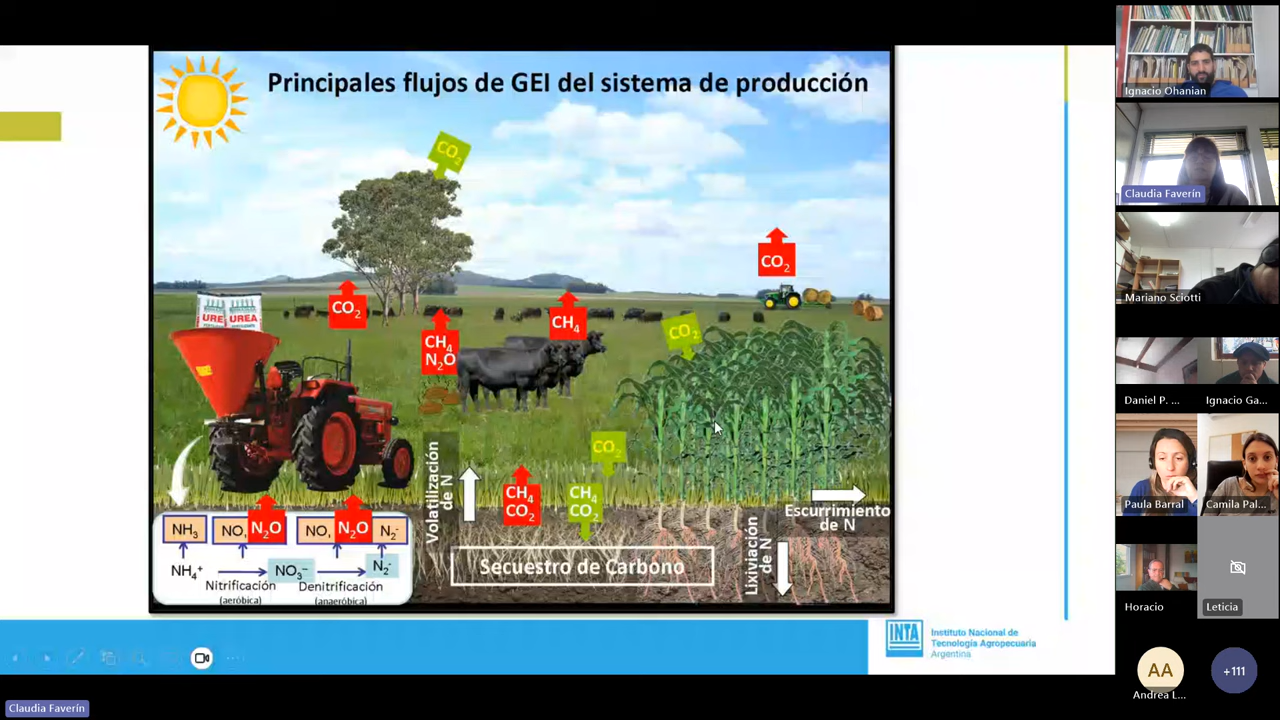 Principales flujos de GEI del sistema de producción
CO₂
CO₂
UREA
CO₂
CH₄
N₂O
CH₄
CO₂
CO₂
Volatilización
de N
CH₄
CO₂
CH₄
CO₂
Escurrimiento
de N
Lixiviación
de N
Secuestro de Carbono
NH₃
NO,
N₂O
NO,
N₂O
N₂⁻
NH₄⁺
NO₃⁻
N₂⁻
Nitrificación
(aeróbica)
Denitrificación
(anaeróbica)
INTA
Instituto Nacional de
Tecnología Agropecuaria
Argentina
Claudia Faverín
Ignacio Ohanian
Claudia Faverín
Mariano Sciotti
Daniel P. ...
Ignacio Ga...
Paula Barral
Camila Pal...
Horacio
Leticia
AA
Andrea L...
+111